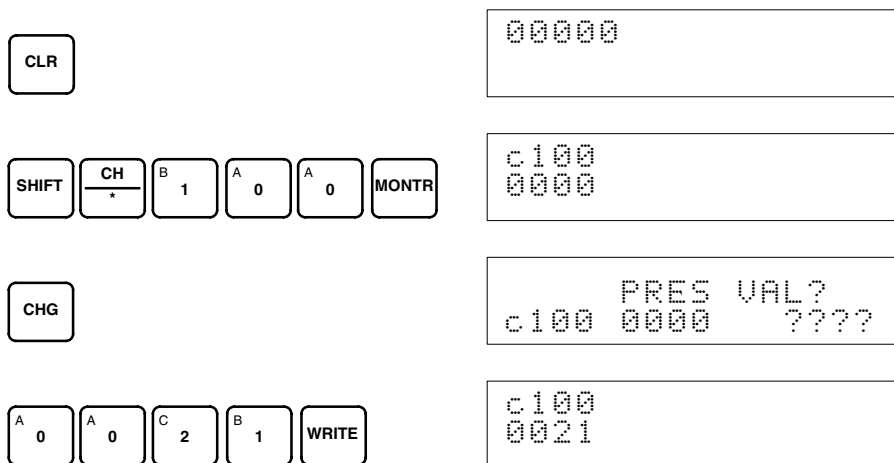 CLR
00000
SHIFT CH * B 1 A 0 A 0 MONTR
c100
0000
CHG
PRES VAL?
c100 0000 ????
A 0 A 0 C 2 B 1 WRITE
c100
0021